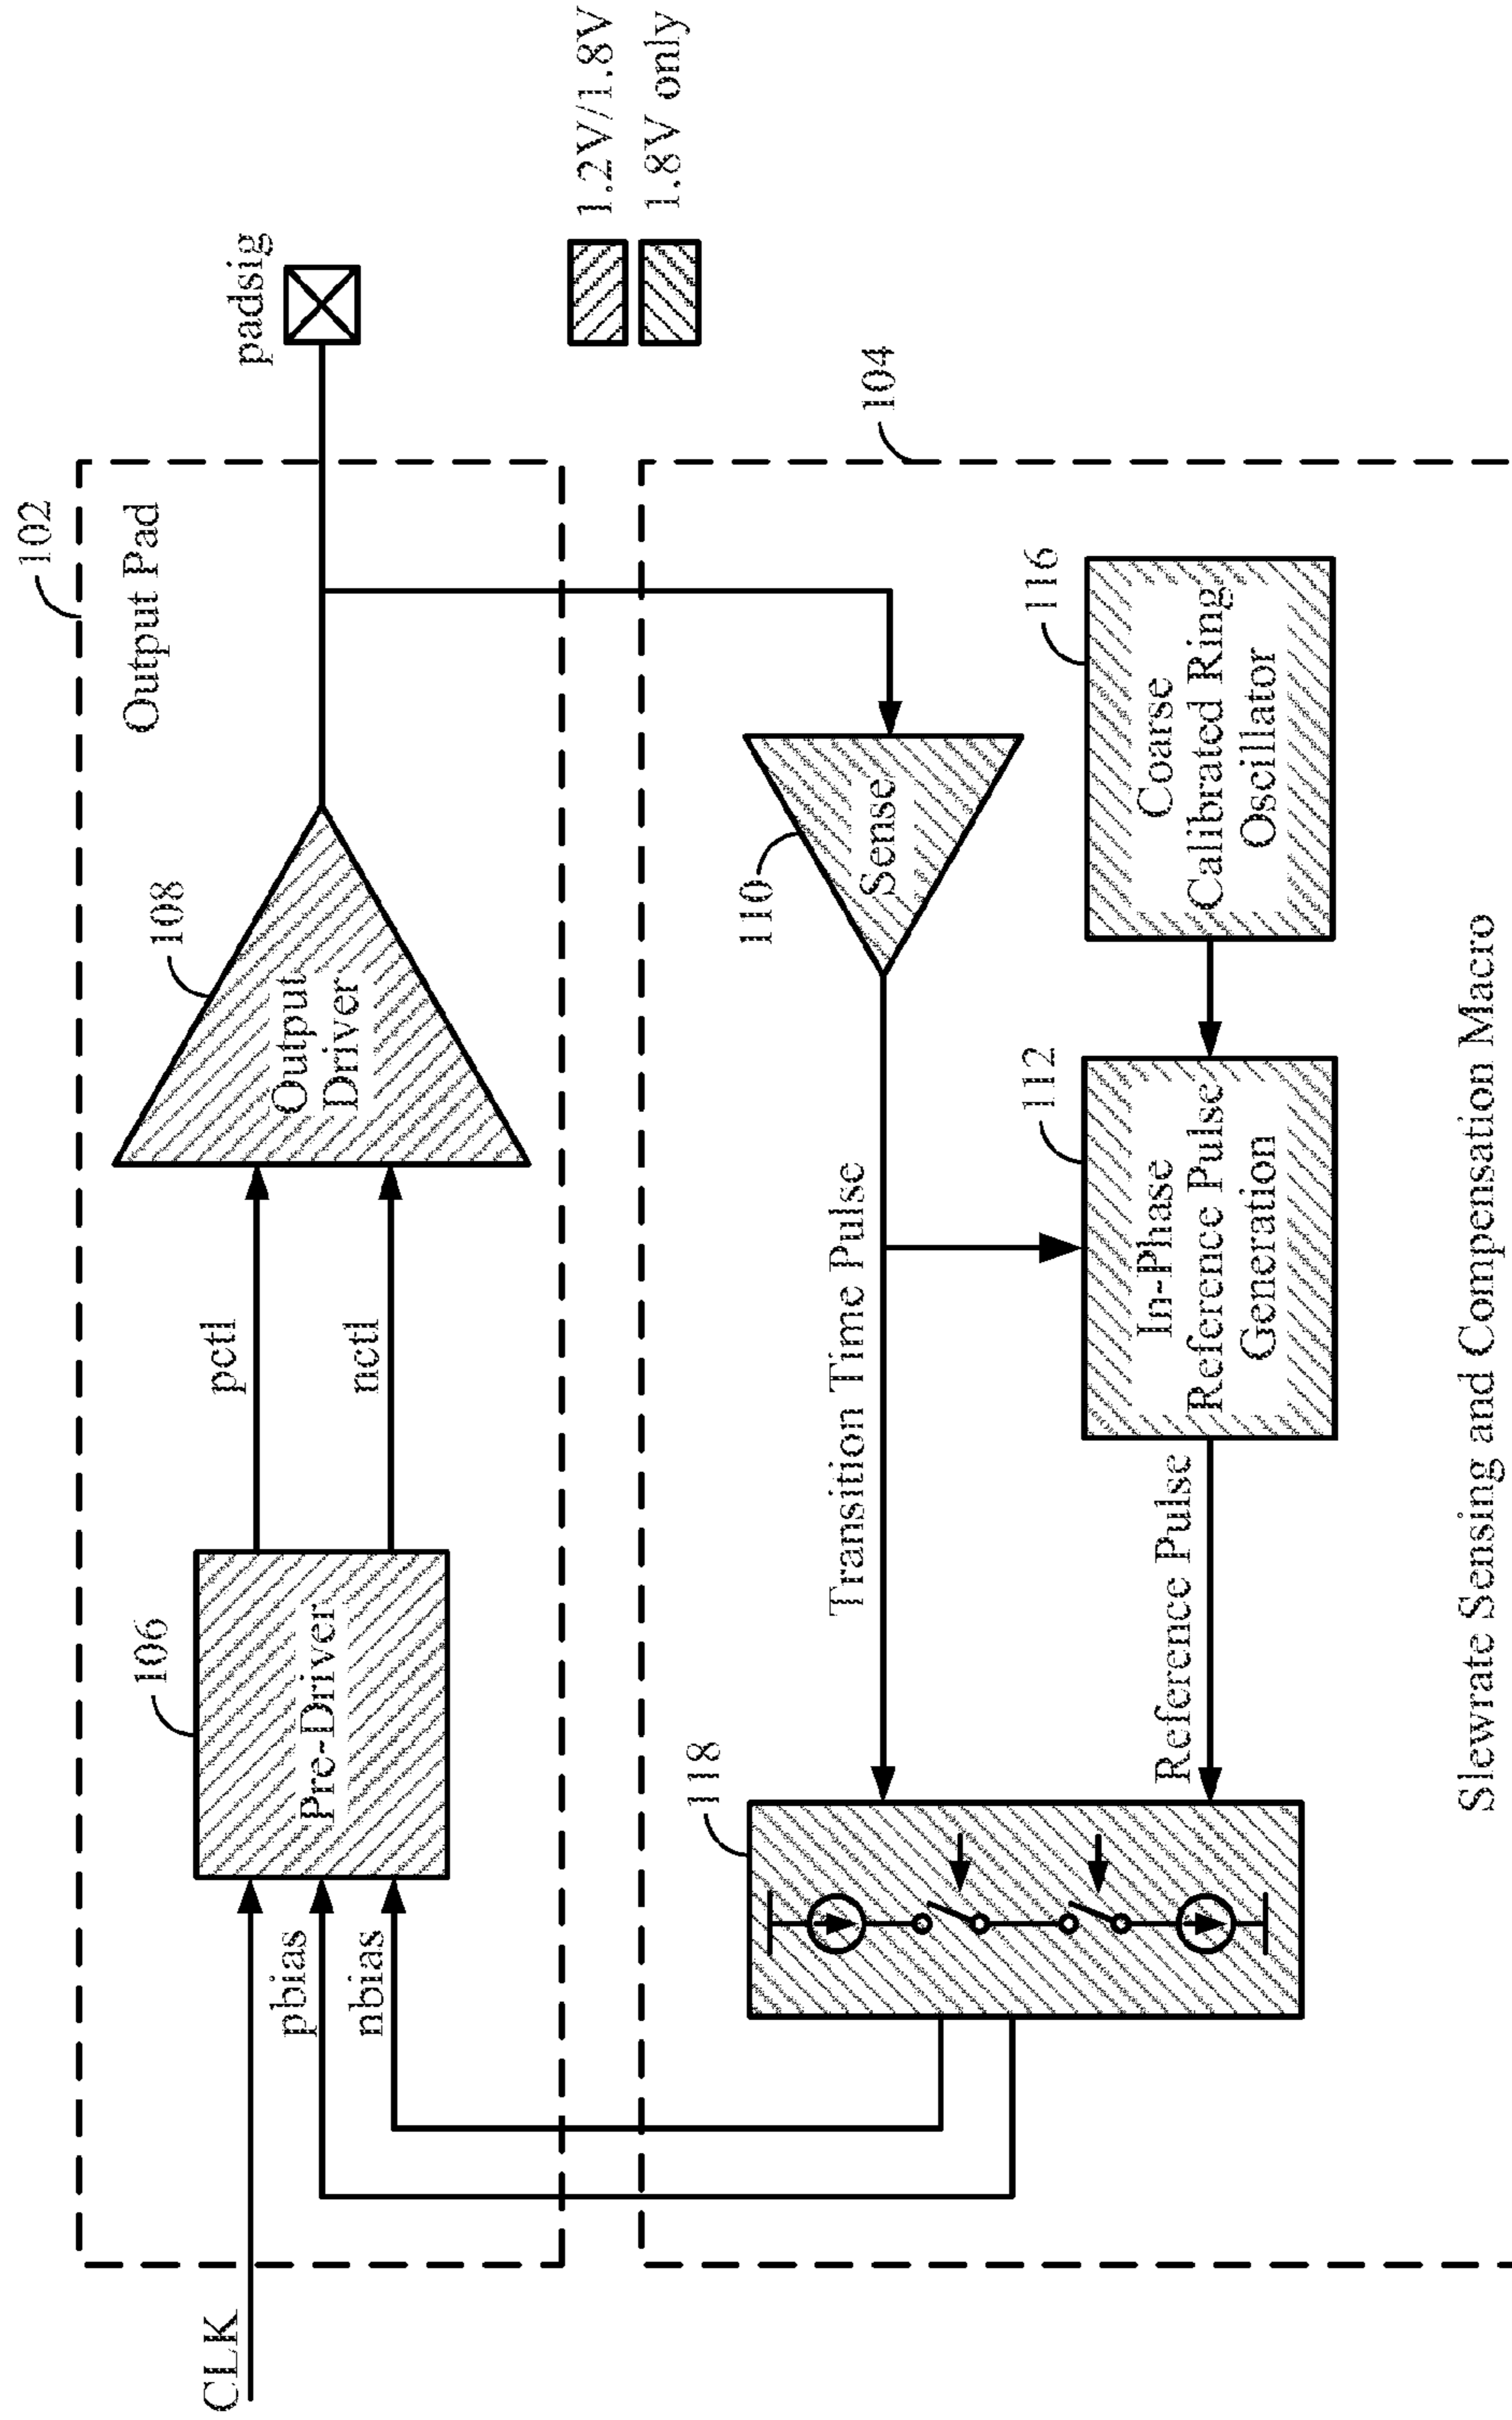 102
Output Pad
padsig
CLK
pbias
nbias
106
Pre-Driver
pctl
nctl
108
Output
Driver
1.2V/1.8V
1.8V only
104
118
Transition Time Pulse
110
Sense
Reference Pulse
112
In-Phase
Reference Pulse
Generation
116
Coarse
Calibrated Ring
Oscillator
Slewrate Sensing and Compensation Macro